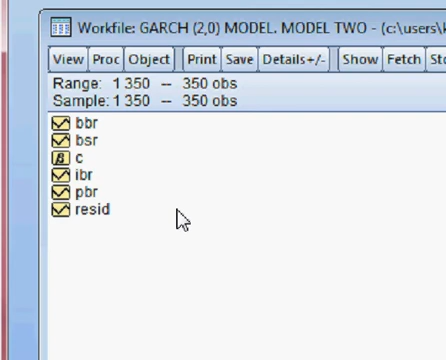 Workfile: GARCH (2,0) MODEL. MODEL TWO - (c:\users\k
View Proc Object Print Save Details+/- Show Fetch Sto
Range: 1 350 -- 350 obs
Sample: 1 350 -- 350 obs
bbr
bsr
β c
ibr
pbr
resid